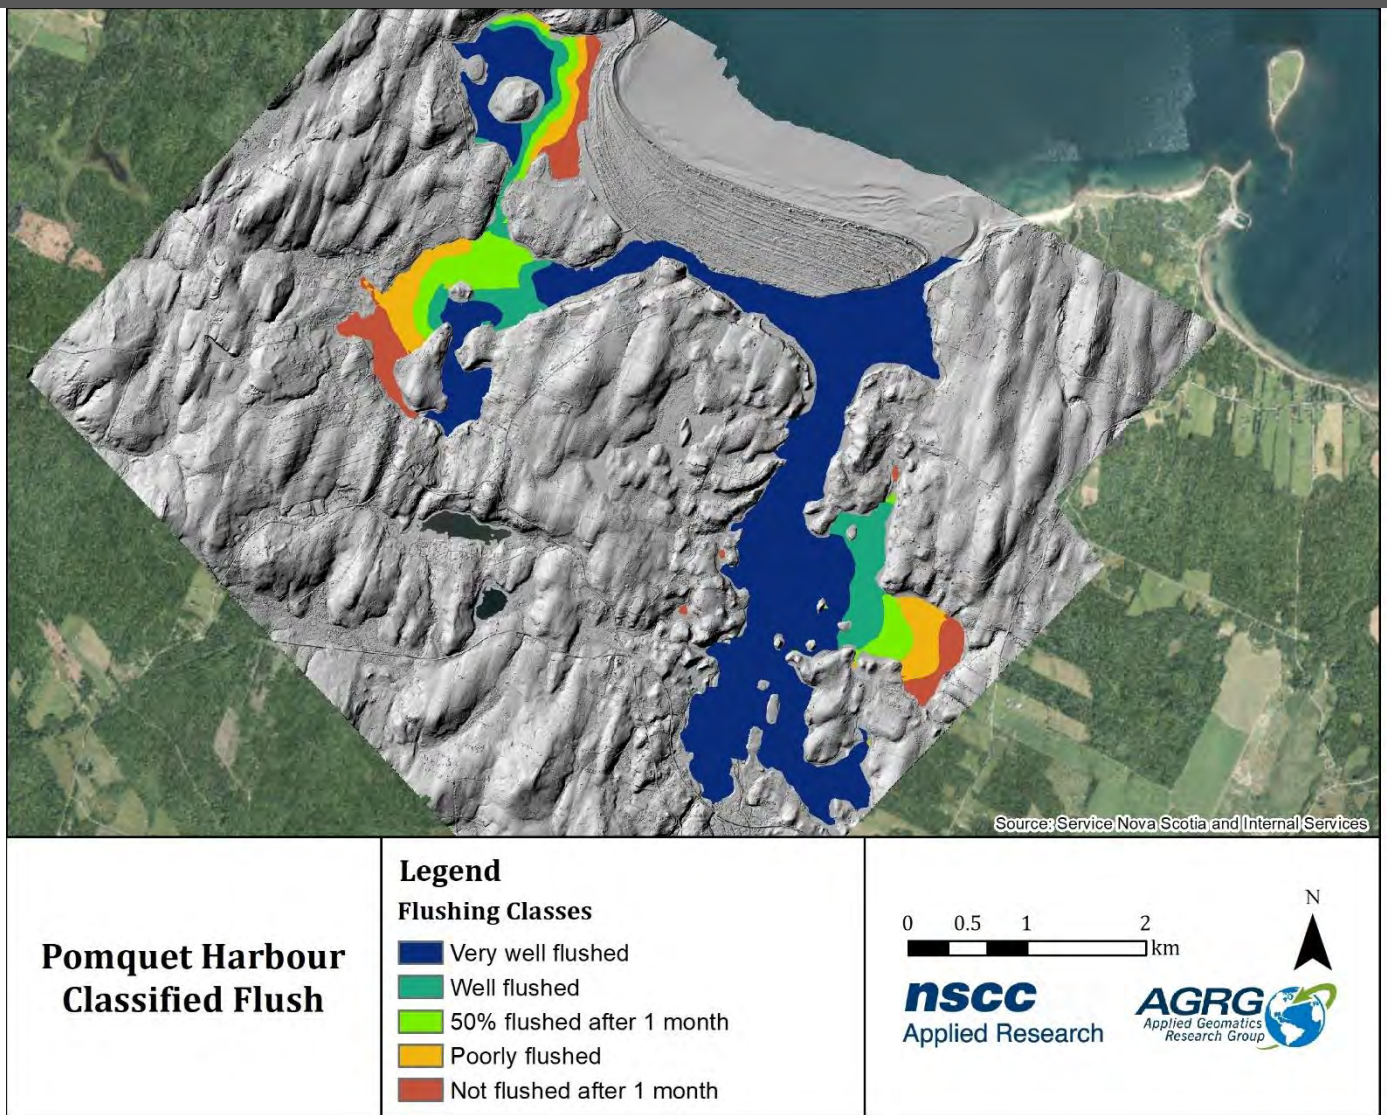 Source: Service Nova Scotia and Internal Services
Pomquet Harbour
Classified Flush
Legend
Flushing Classes
Very well flushed
Well flushed
50% flushed after 1 month
Poorly flushed
Not flushed after 1 month
0 0.5 1 2
km
N
nscc
Applied Research
AGRG
Applied Geomatics
Research Group